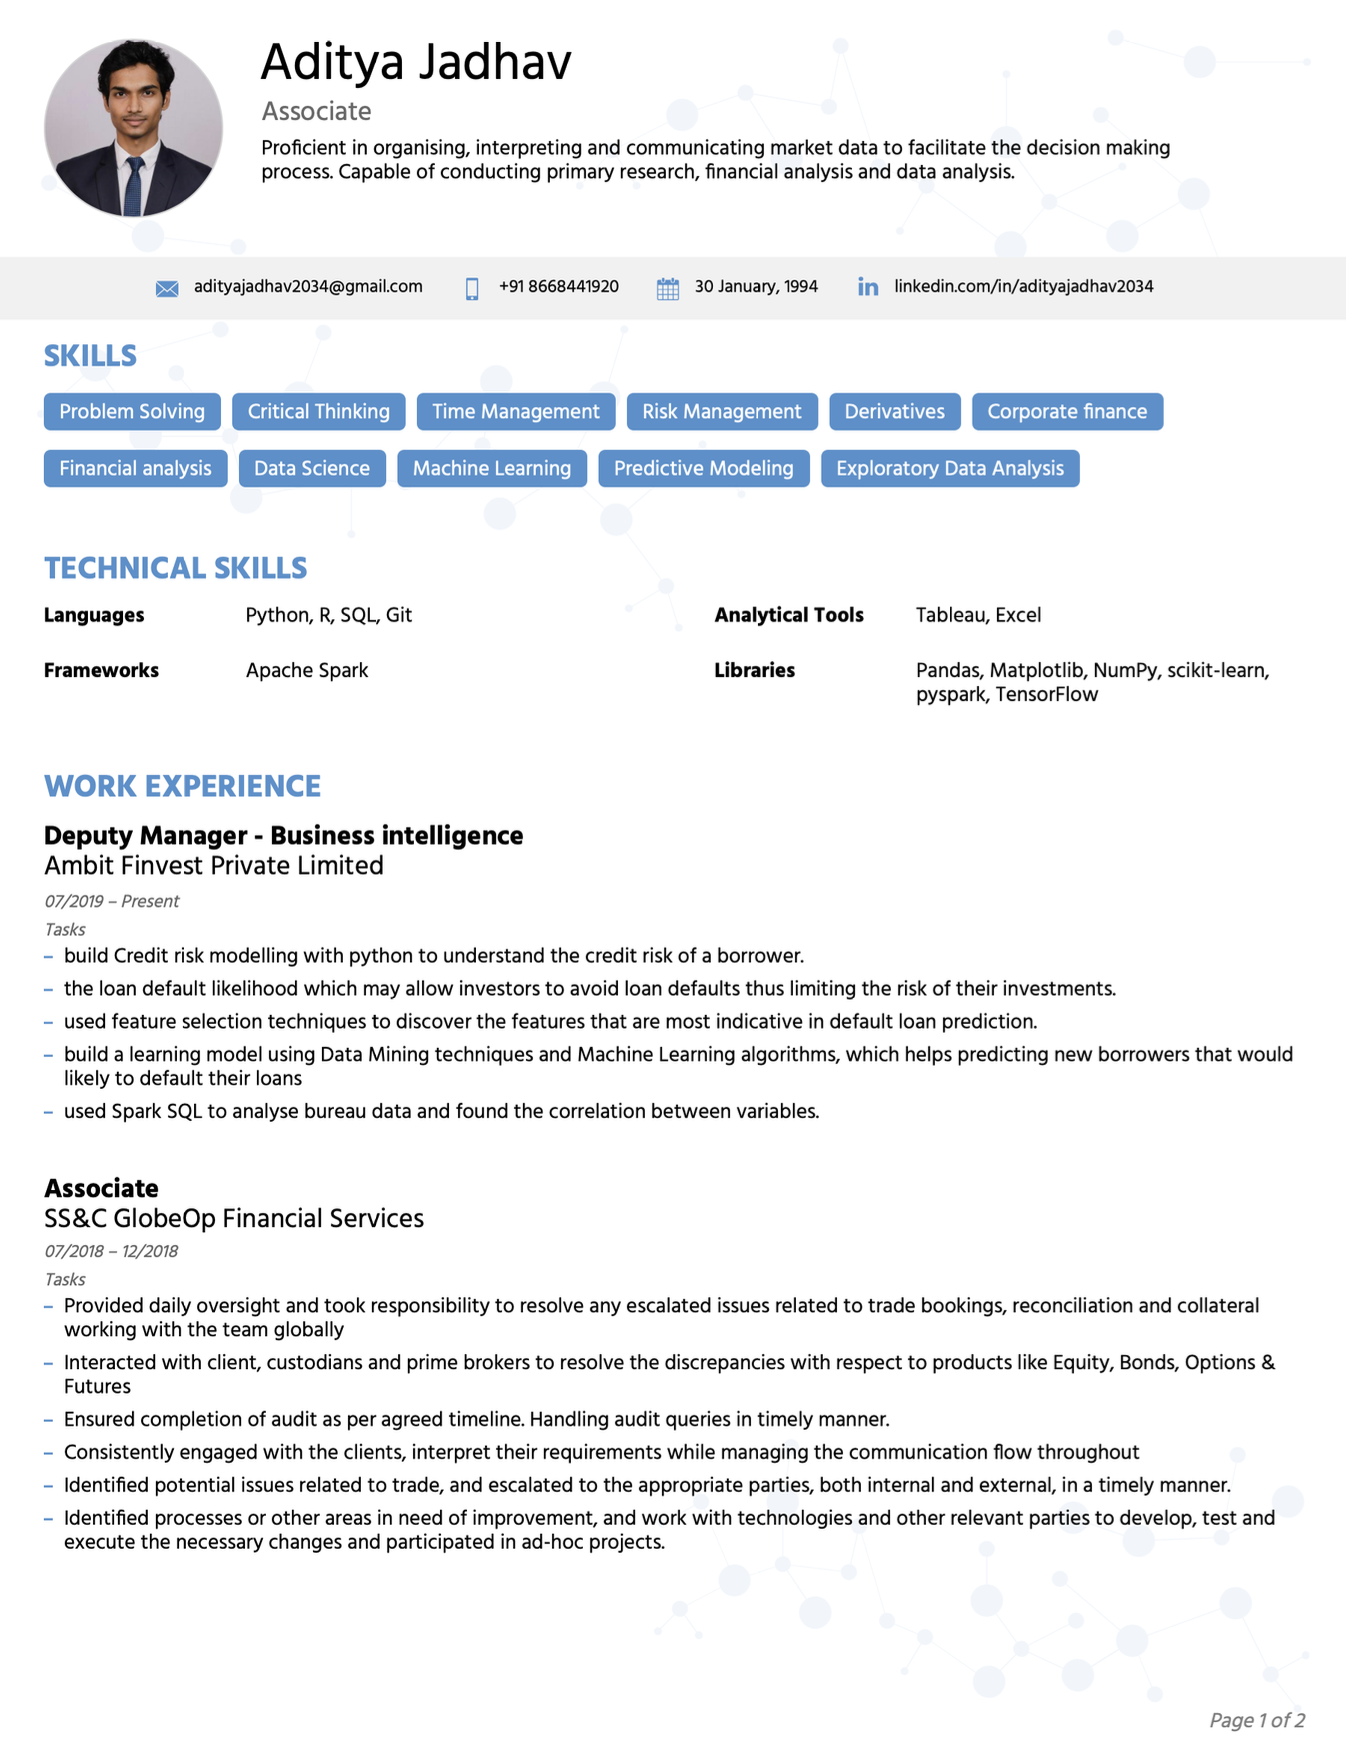 Aditya Jadhav
Associate
Proficient in organising, interpreting and communicating market data to facilitate the decision making
process. Capable of conducting primary research, financial analysis and data analysis.
adityajadhav2034@gmail.com +91 8668441920 30 January, 1994 linkedin.com/in/adityajadhav2034
SKILLS
Problem Solving Critical Thinking Time Management Risk Management Derivatives Corporate finance
Financial analysis Data Science Machine Learning Predictive Modeling Exploratory Data Analysis
TECHNICAL SKILLS
Languages Python, R, SQL, Git Analytical Tools Tableau, Excel
Frameworks Apache Spark Libraries Pandas, Matplotlib, NumPy, scikit-learn,
pyspark, TensorFlow
WORK EXPERIENCE
Deputy Manager - Business intelligence
Ambit Finvest Private Limited
07/2019 – Present
Tasks
– build Credit risk modelling with python to understand the credit risk of a borrower.
– the loan default likelihood which may allow investors to avoid loan defaults thus limiting the risk of their investments.
– used feature selection techniques to discover the features that are most indicative in default loan prediction.
– build a learning model using Data Mining techniques and Machine Learning algorithms, which helps predicting new borrowers that would
likely to default their loans
– used Spark SQL to analyse bureau data and found the correlation between variables.
Associate
SS&C GlobeOp Financial Services
07/2018 – 12/2018
Tasks
– Provided daily oversight and took responsibility to resolve any escalated issues related to trade bookings, reconciliation and collateral
working with the team globally
– Interacted with client, custodians and prime brokers to resolve the discrepancies with respect to products like Equity, Bonds, Options &
Futures
– Ensured completion of audit as per agreed timeline. Handling audit queries in timely manner.
– Consistently engaged with the clients, interpret their requirements while managing the communication flow throughout
– Identified potential issues related to trade, and escalated to the appropriate parties, both internal and external, in a timely manner.
– Identified processes or other areas in need of improvement, and work with technologies and other relevant parties to develop, test and
execute the necessary changes and participated in ad-hoc projects.
Page 1 of 2